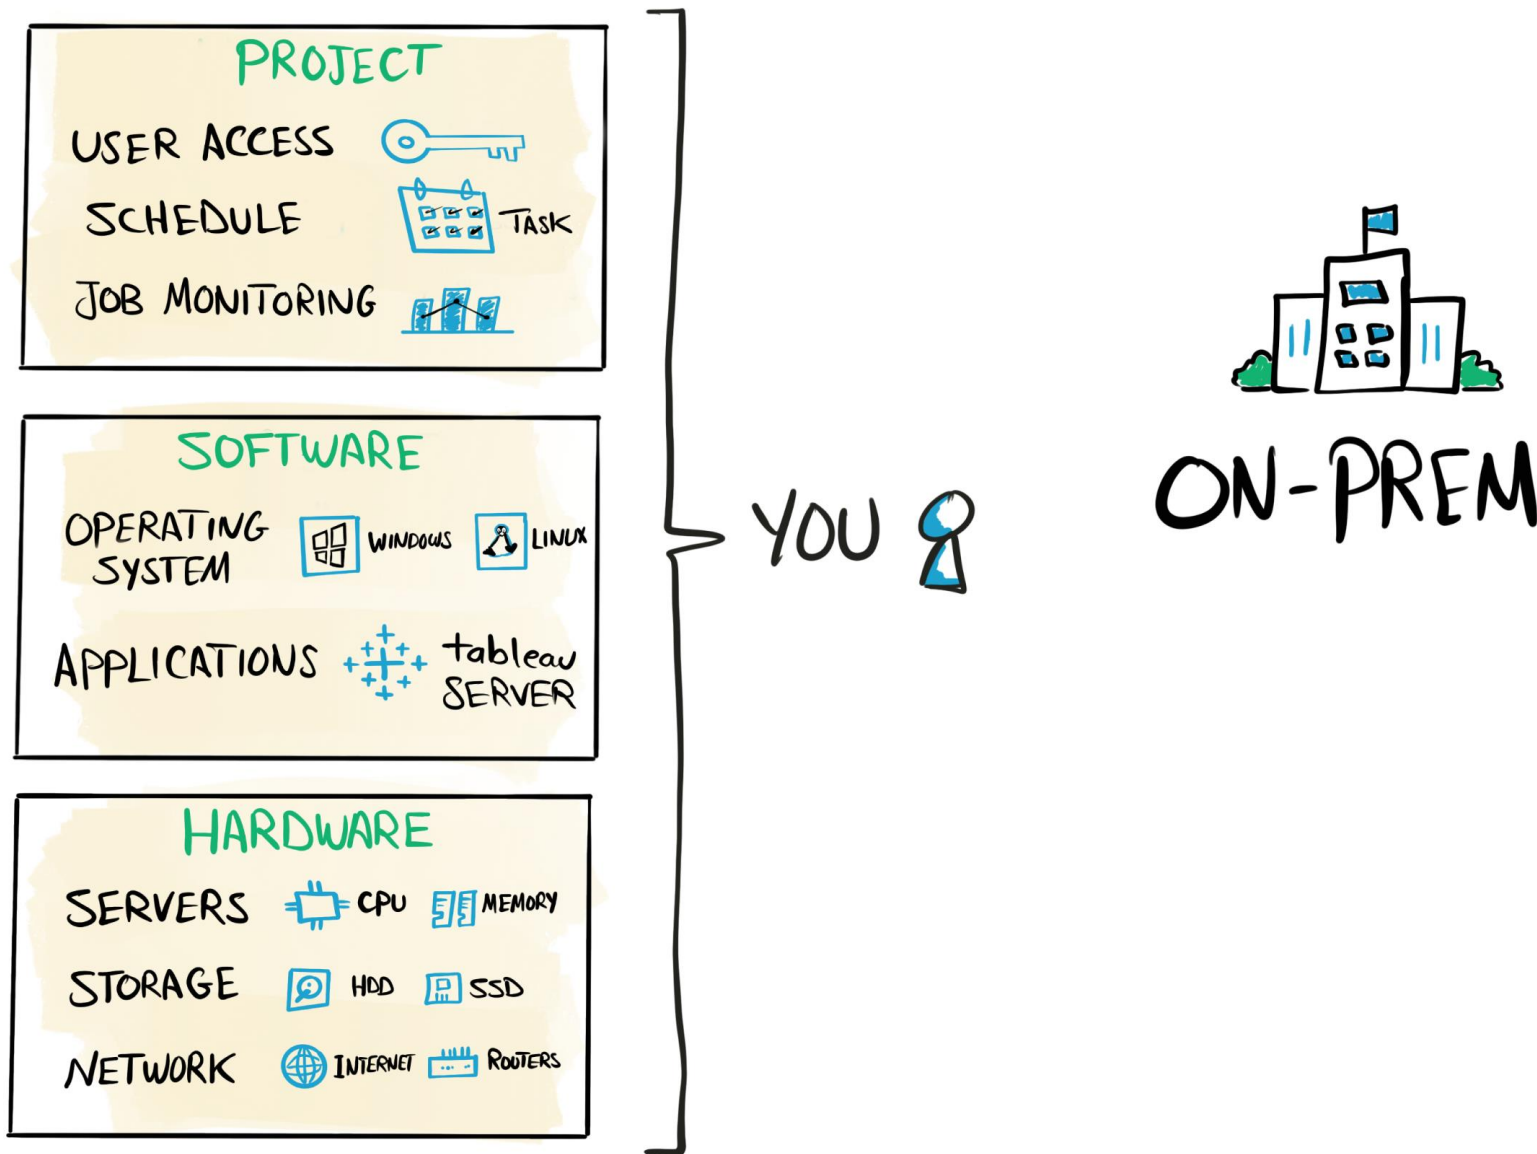 PROJECT
USER ACCESS
SCHEDULE TASK
JOB MONITORING
SOFTWARE
OPERATING SYSTEM WINDOWS LINUX
APPLICATIONS tableau SERVER
HARDWARE
SERVERS CPU MEMORY
STORAGE HDD SSD
NETWORK INTERNET ROUTERS
YOU
ON-PREM